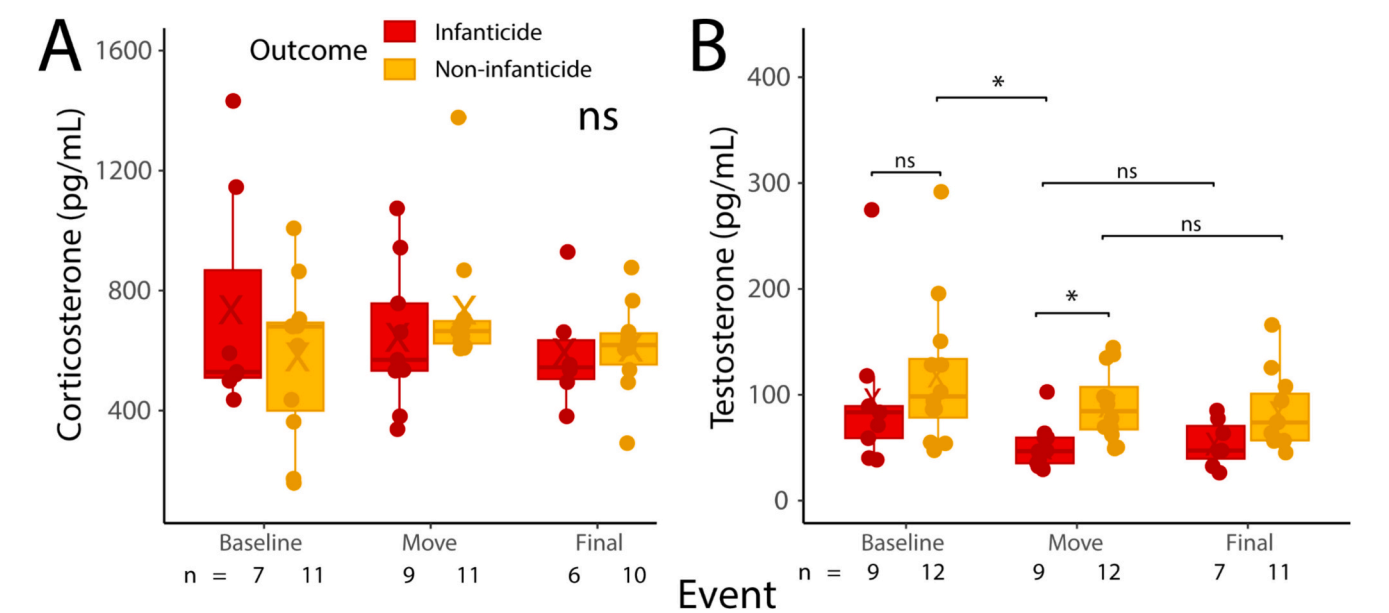 A
Outcome
Infanticide
Non-infanticide
ns
Corticosterone (pg/mL)
1600
1200
800
400
Baseline
Move
Final
n = 7 11 9 11 6 10
B
Testosterone (pg/mL)
400
300
200
100
0
*
ns
ns
ns
*
Baseline
Move
Final
n = 9 12 9 12 7 11
Event